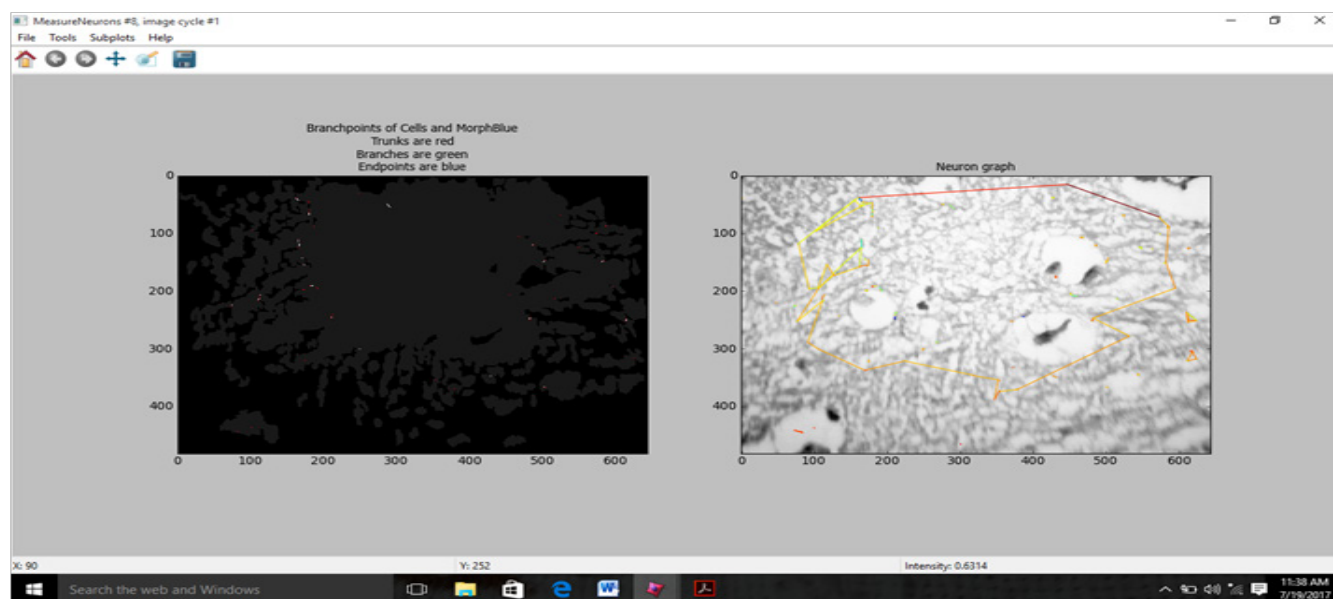 MeasureNeurons #8, image cycle #1
File Tools Subplots Help
Branchpoints of Cells and MorphBlue
Trunks are red
Branches are green
Endpoints are blue
0
100
200
300
400
0 100 200 300 400 500 600
Neuron graph
0
100
200
300
400
0 100 200 300 400 500 600
X: 90 Y: 252 Intensity: 0.6314
Search the web and Windows
11:38 AM
7/19/2017